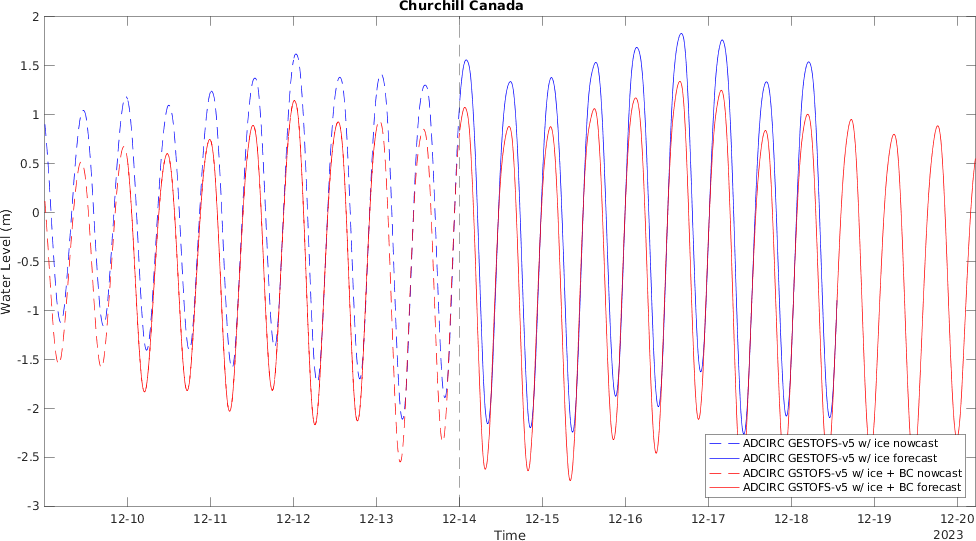 Churchill Canada
2
1.5
1
0.5
0
-0.5
-1
-1.5
-2
-2.5
-3
Water Level (m)
12-10 12-11 12-12 12-13 12-14 12-15 12-16 12-17 12-18 12-19 12-20
Time
2023
ADCIRC GESTOFS-v5 w/ ice nowcast
ADCIRC GESTOFS-v5 w/ ice forecast
ADCIRC GSTOFS-v5 w/ ice + BC nowcast
ADCIRC GSTOFS-v5 w/ ice + BC forecast